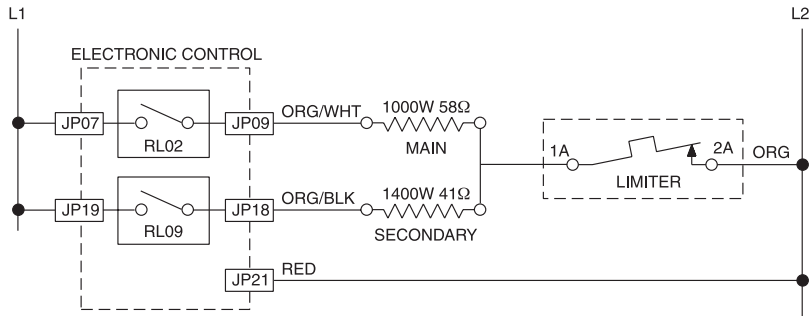 L1
L2
ELECTRONIC CONTROL
JP07
RL02
JP09
ORG/WHT
1000W 58Ω
MAIN
1A
2A
LIMITER
ORG
JP19
RL09
JP18
ORG/BLK
1400W 41Ω
SECONDARY
JP21
RED